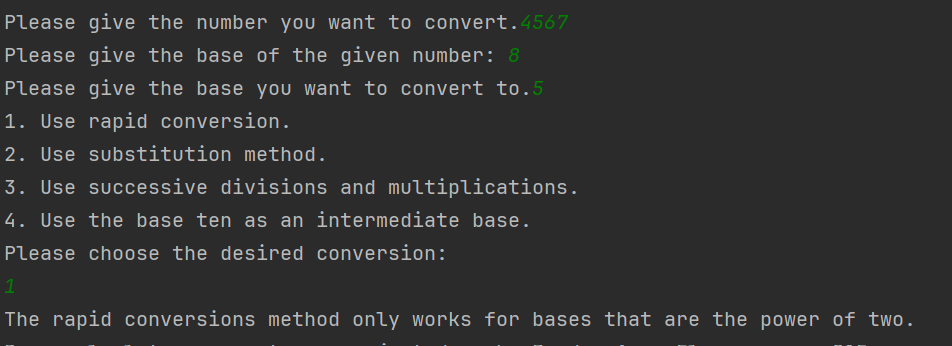 Please give the number you want to convert.4567
Please give the base of the given number: 8
Please give the base you want to convert to.5
1. Use rapid conversion.
2. Use substitution method.
3. Use successive divisions and multiplications.
4. Use the base ten as an intermediate base.
Please choose the desired conversion:
1
The rapid conversions method only works for bases that are the power of two.